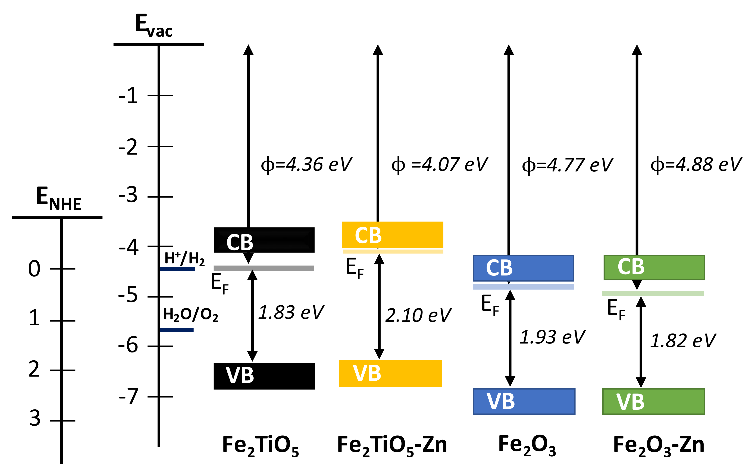 E_vac
-1
-2
-3
-4
-5
-6
-7
E_NHE
0
1
2
3
H⁺/H₂
H₂O/O₂
ϕ=4.36 eV
ϕ =4.07 eV
ϕ=4.77 eV
ϕ=4.88 eV
CB
CB
CB
CB
E_F
E_F
E_F
E_F
1.83 eV
2.10 eV
1.93 eV
1.82 eV
VB
VB
VB
VB
Fe₂TiO₅
Fe₂TiO₅-Zn
Fe₂O₃
Fe₂O₃-Zn